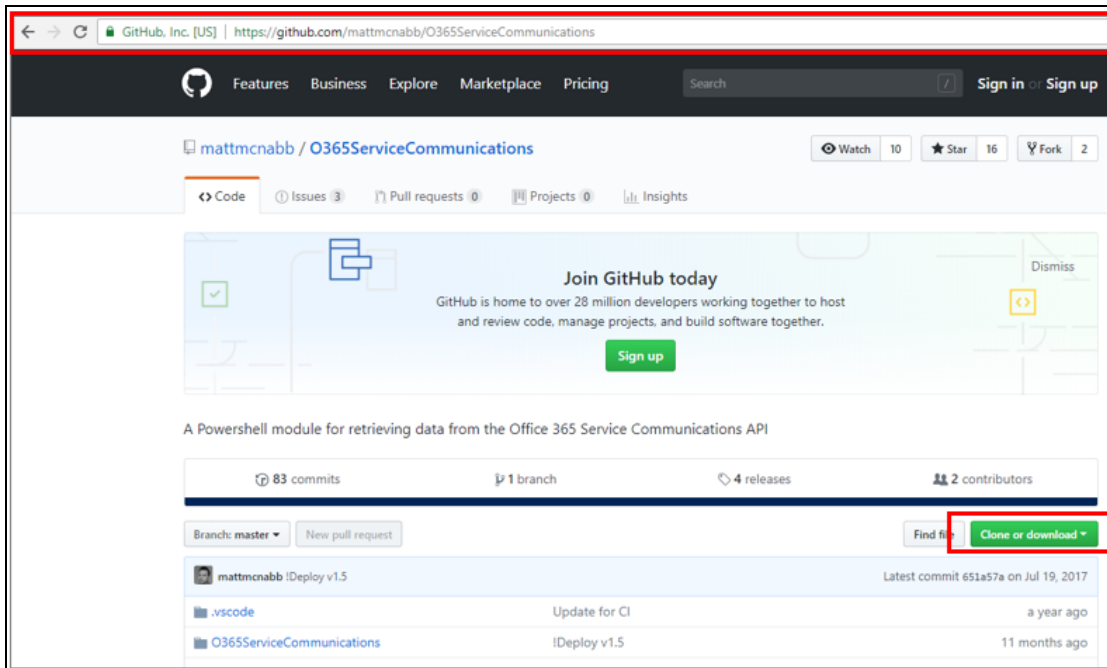 GitHub, Inc. [US] | https://github.com/mattmcnabb/O365ServiceCommunications
Features Business Explore Marketplace Pricing Search / Sign in or Sign up
mattmcnabb / O365ServiceCommunications Watch 10 Star 16 Fork 2
<> Code Issues 3 Pull requests 0 Projects 0 Insights
Dismiss
Join GitHub today
GitHub is home to over 28 million developers working together to host
and review code, manage projects, and build software together.
Sign up
A Powershell module for retrieving data from the Office 365 Service Communications API
83 commits 1 branch 4 releases 2 contributors
Branch: master New pull request Find file Clone or download
mattmcnabb !Deploy v1.5 Latest commit 651a57a on Jul 19, 2017
.vscode Update for CI a year ago
O365ServiceCommunications !Deploy v1.5 11 months ago